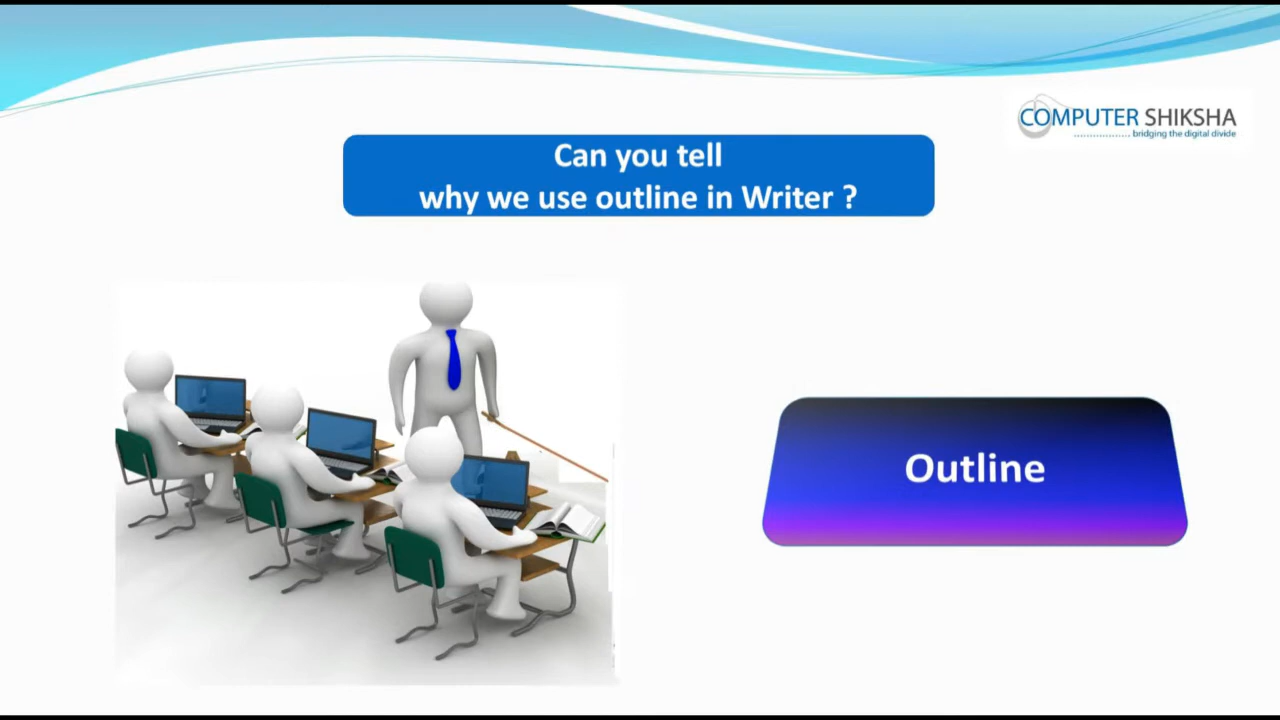 COMPUTER SHIKSHA
bridging the digital divide
Can you tell
why we use outline in Writer ?
Outline